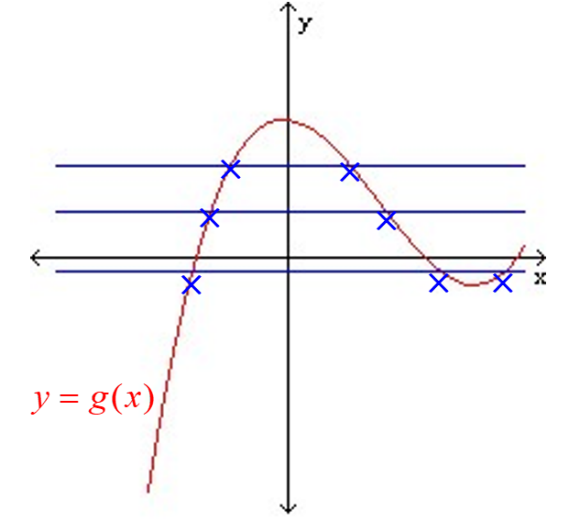 y
x
y = g(x)